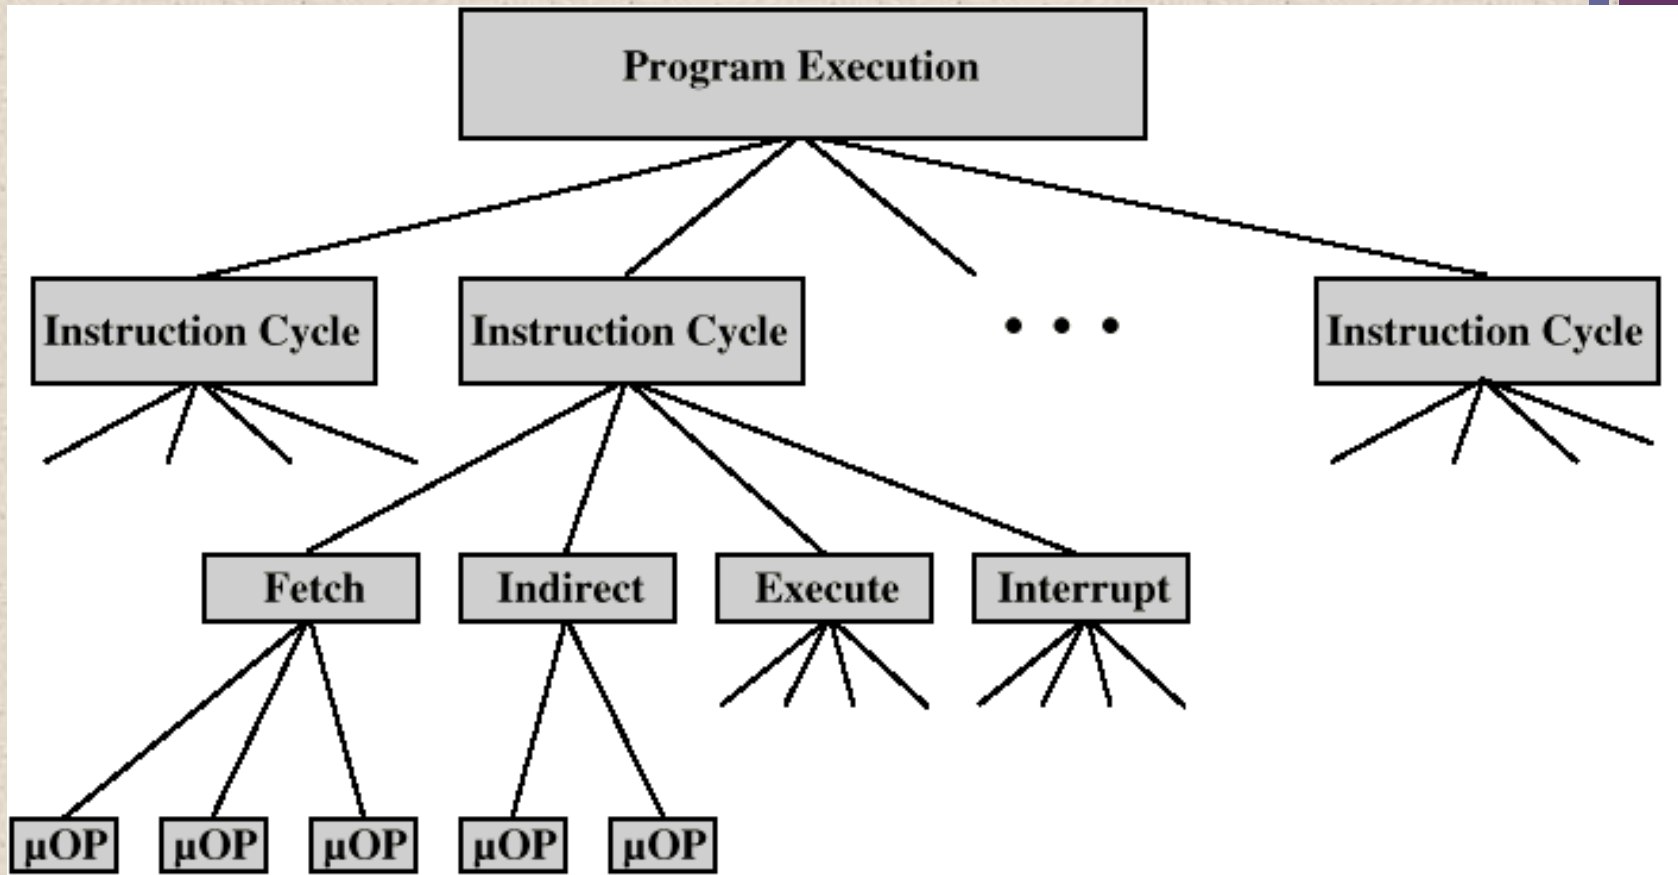 Program Execution
Instruction Cycle
Instruction Cycle
• • •
Instruction Cycle
Fetch
Indirect
Execute
Interrupt
µOP
µOP
µOP
µOP
µOP